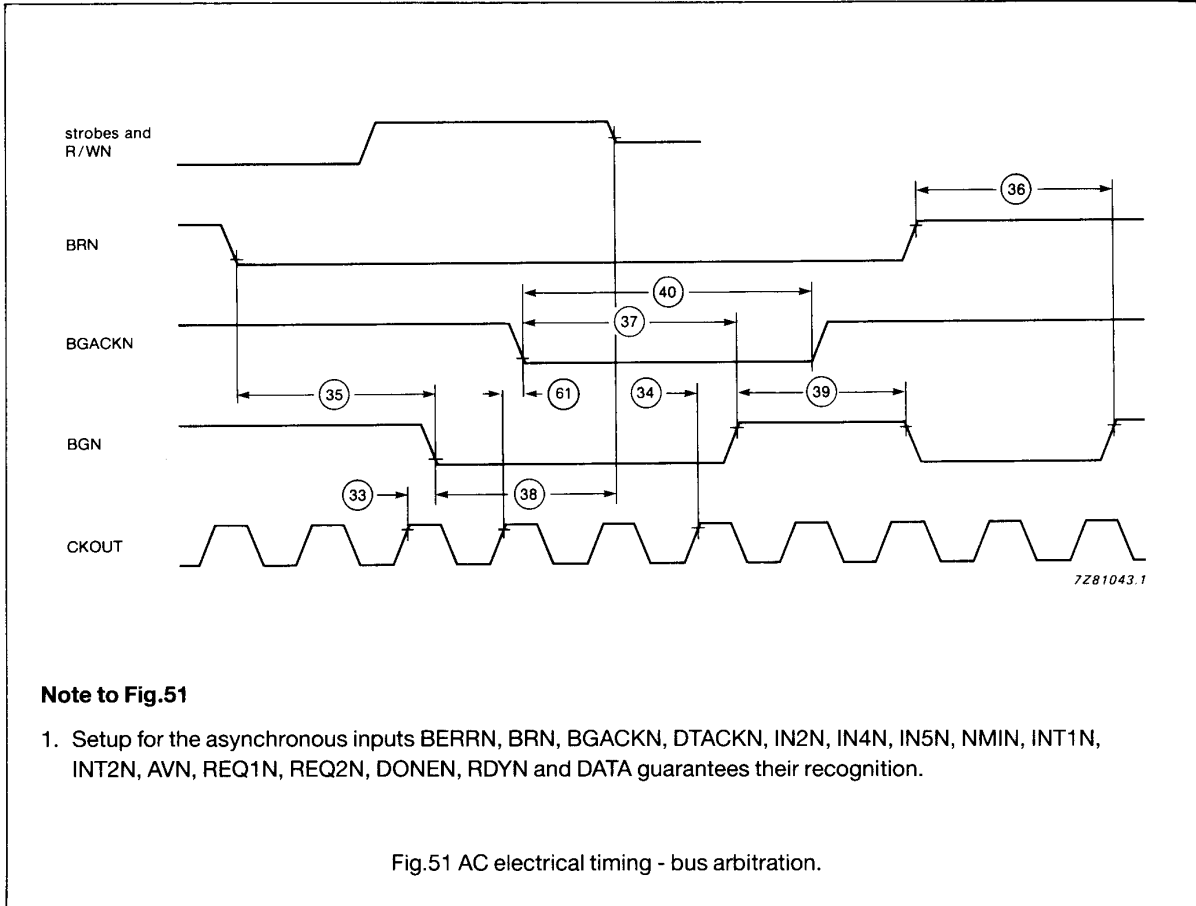 strobes and
R/WN
36
BRN
40
37
BGACKN
35
61
34
39
BGN
33
38
CKOUT
7Z81043.1
Note to Fig.51
1. Setup for the asynchronous inputs BERRN, BRN, BGACKN, DTACKN, IN2N, IN4N, IN5N, NMIN, INT1N,
INT2N, AVN, REQ1N, REQ2N, DONEN, RDYN and DATA guarantees their recognition.
Fig.51 AC electrical timing - bus arbitration.